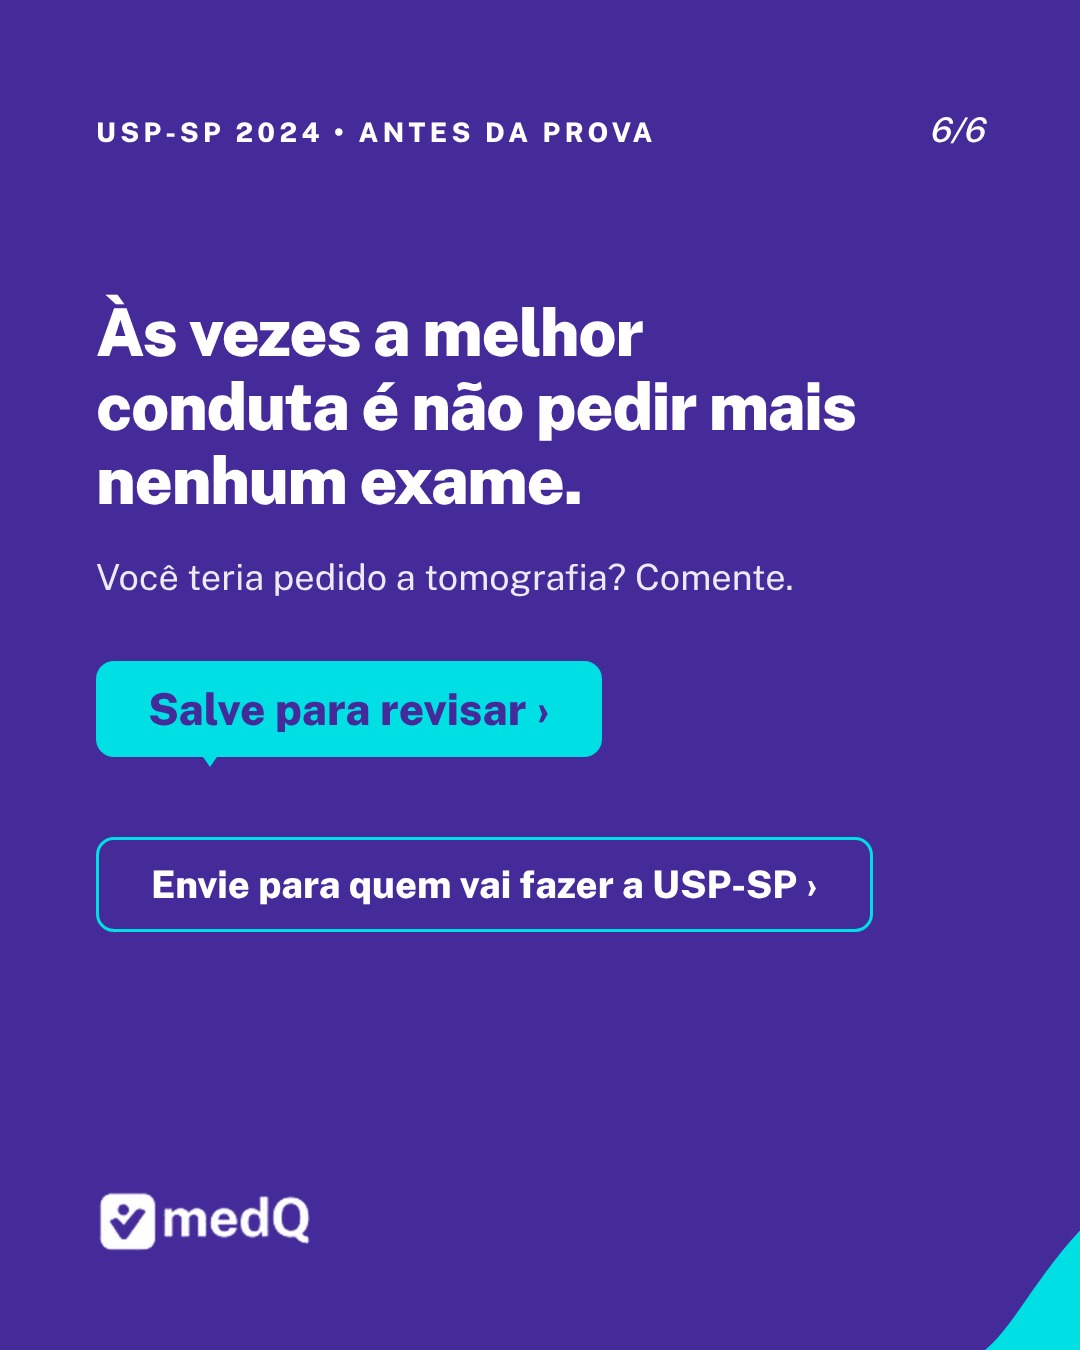 USP-SP 2024 • ANTES DA PROVA
6/6
Às vezes a melhor
conduta é não pedir mais
nenhum exame.
Você teria pedido a tomografia? Comente.
Salve para revisar ›
Envie para quem vai fazer a USP-SP ›
medQ